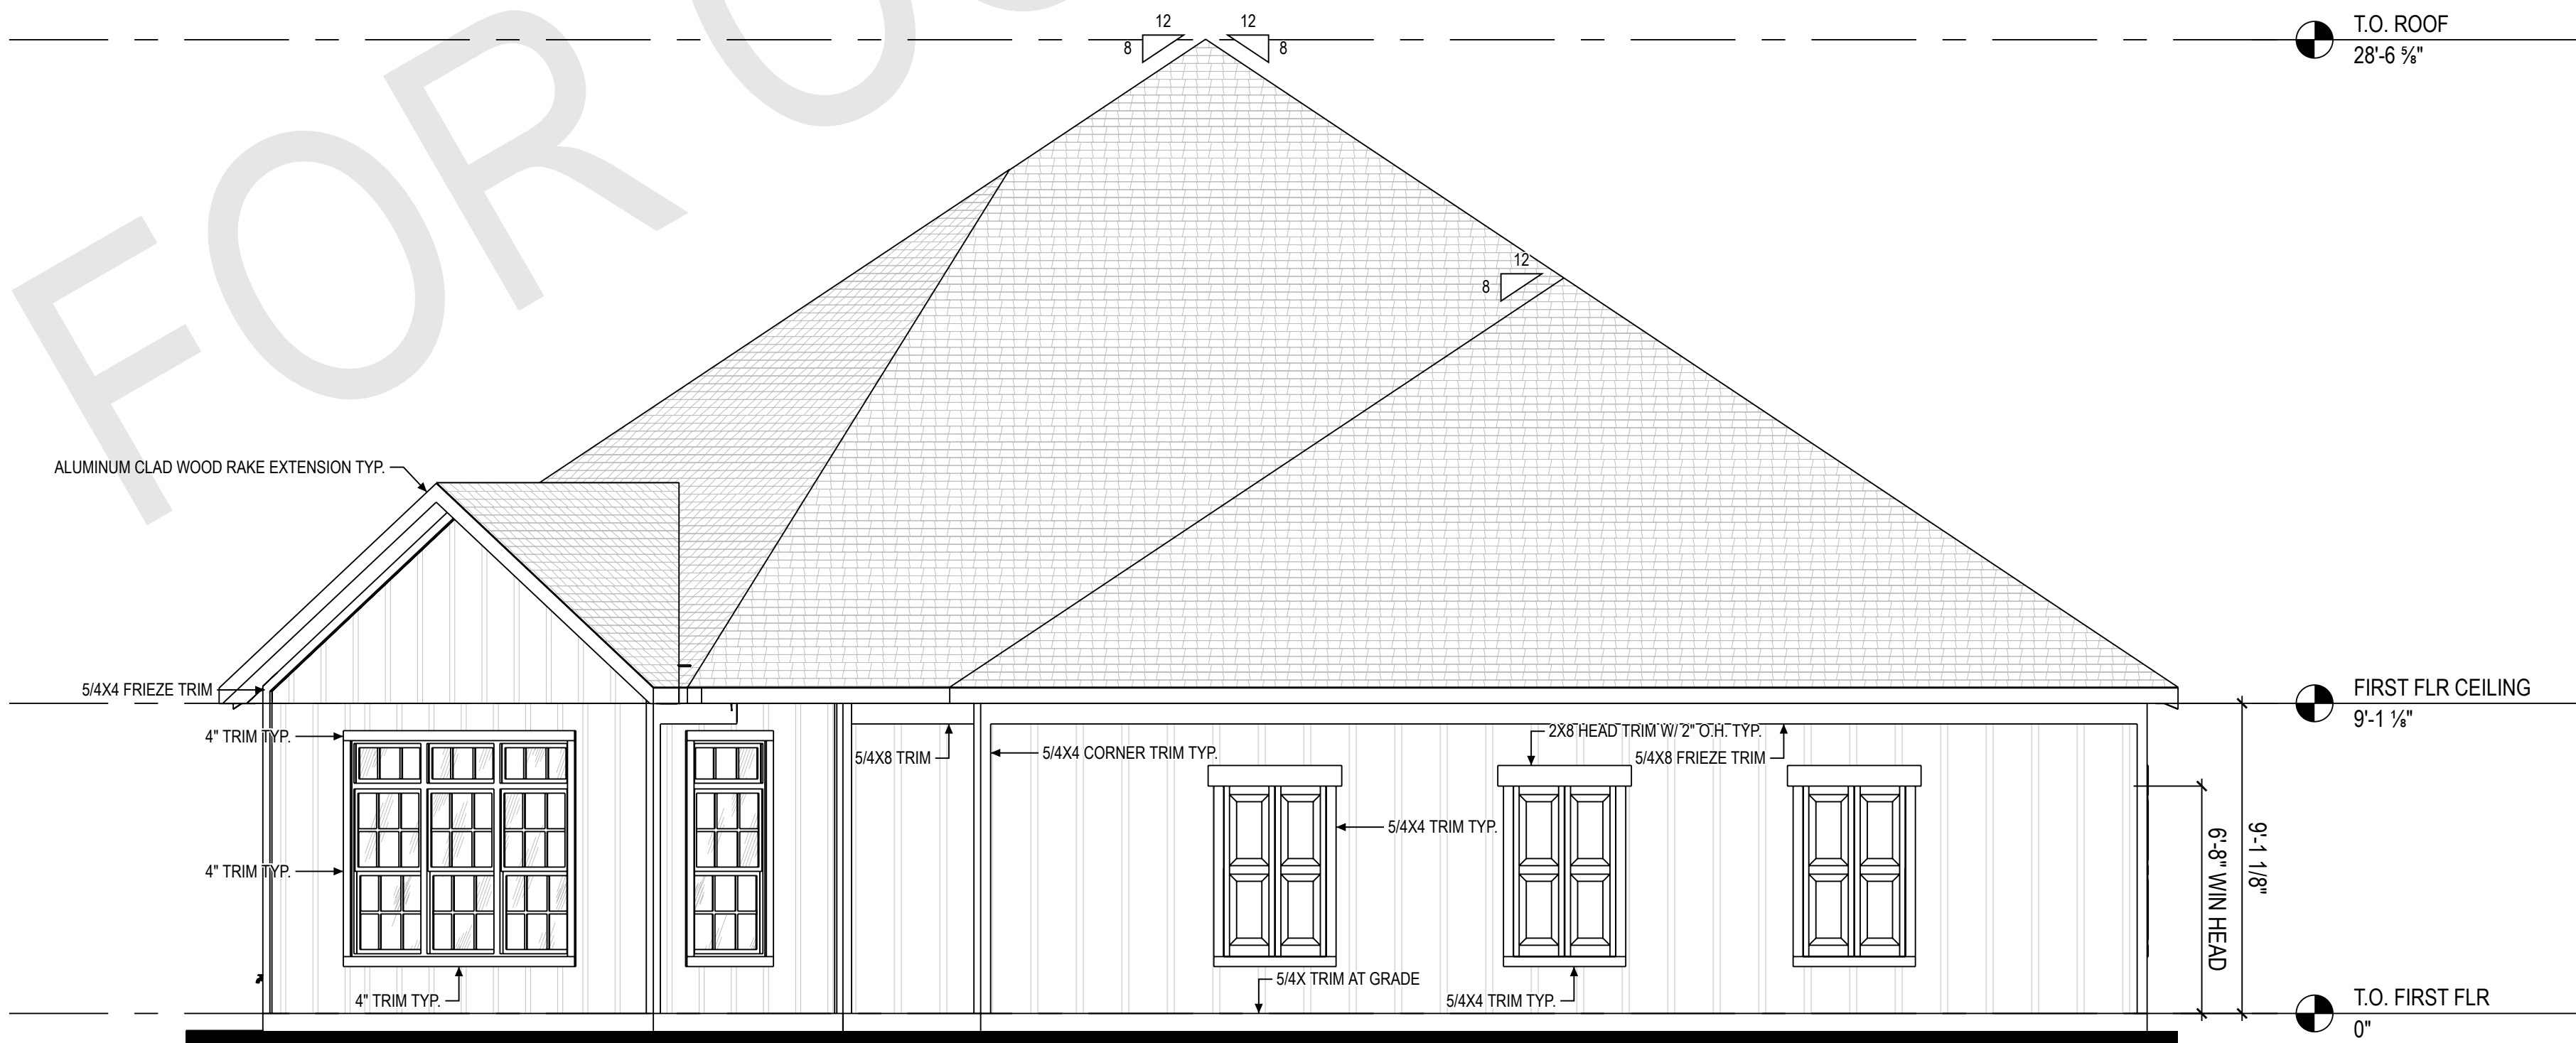 12
12
8
8
T.O. ROOF
28'-6 ⅝"
12
8
ALUMINUM CLAD WOOD RAKE EXTENSION TYP.
5/4X4 FRIEZE TRIM
FIRST FLR CEILING
9'-1 ⅛"
4" TRIM TYP.
2X8 HEAD TRIM W/ 2" O.H. TYP.
5/4X8 TRIM
5/4X4 CORNER TRIM TYP.
5/4X8 FRIEZE TRIM
5/4X4 TRIM TYP.
4" TRIM TYP.
6'-8" WIN HEAD
9'-1 1/8"
5/4X TRIM AT GRADE
4" TRIM TYP.
5/4X4 TRIM TYP.
T.O. FIRST FLR
0"
FOR